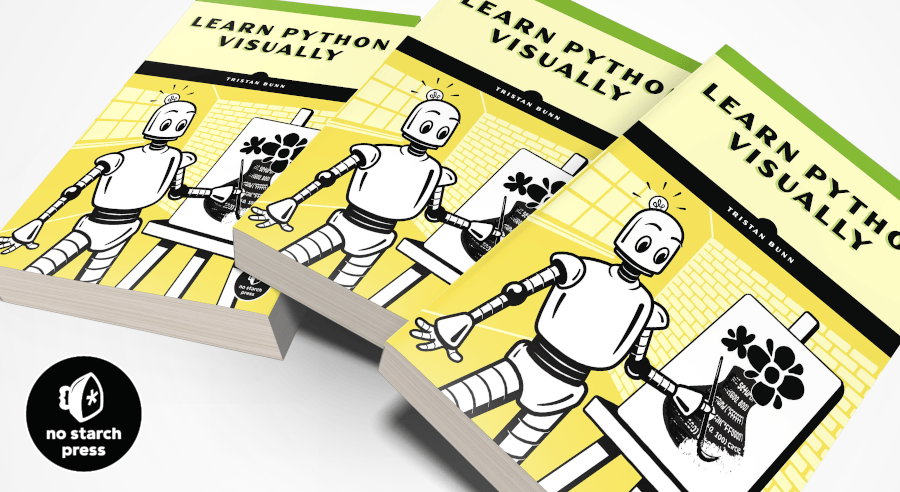 LEARN PYTHON
VISUALLY
TRISTAN BUNN
no starch
press
LEARN PYTHO
VISUALLY
TRISTAN BUNN
LEARN PYTHO
VISUALLY
TRISTAN BUNN
no starch
press